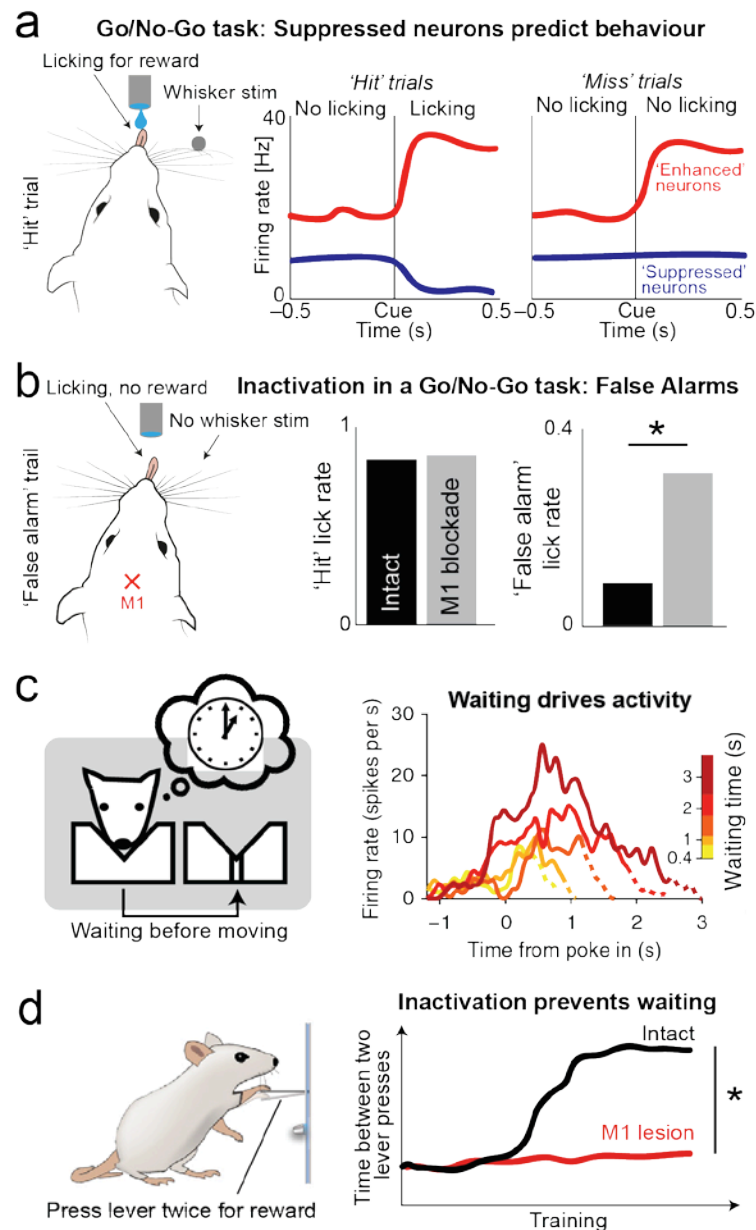 a
Go/No-Go task: Suppressed neurons predict behaviour
Licking for reward
Whisker stim
'Hit' trial
'Hit' trials
No licking
Licking
Firing rate [Hz]
40
0
−0.5
Cue
0.5
Time (s)
'Miss' trials
No licking
No licking
'Enhanced'
neurons
'Suppressed'
neurons
−0.5
Cue
0.5
Time (s)
b
Inactivation in a Go/No-Go task: False Alarms
Licking, no reward
No whisker stim
'False alarm' trail
M1
'Hit' lick rate
1
0
Intact
M1 blockade
'False alarm'
lick rate
0.4
0
*
c
Waiting before moving
Waiting drives activity
Firing rate (spikes per s)
30
20
10
0
−1
0
1
2
3
Time from poke in (s)
Waiting time (s)
3
2
1
0.4
d
Press lever twice for reward
Inactivation prevents waiting
Time between two
lever presses
Intact
M1 lesion
*
Training